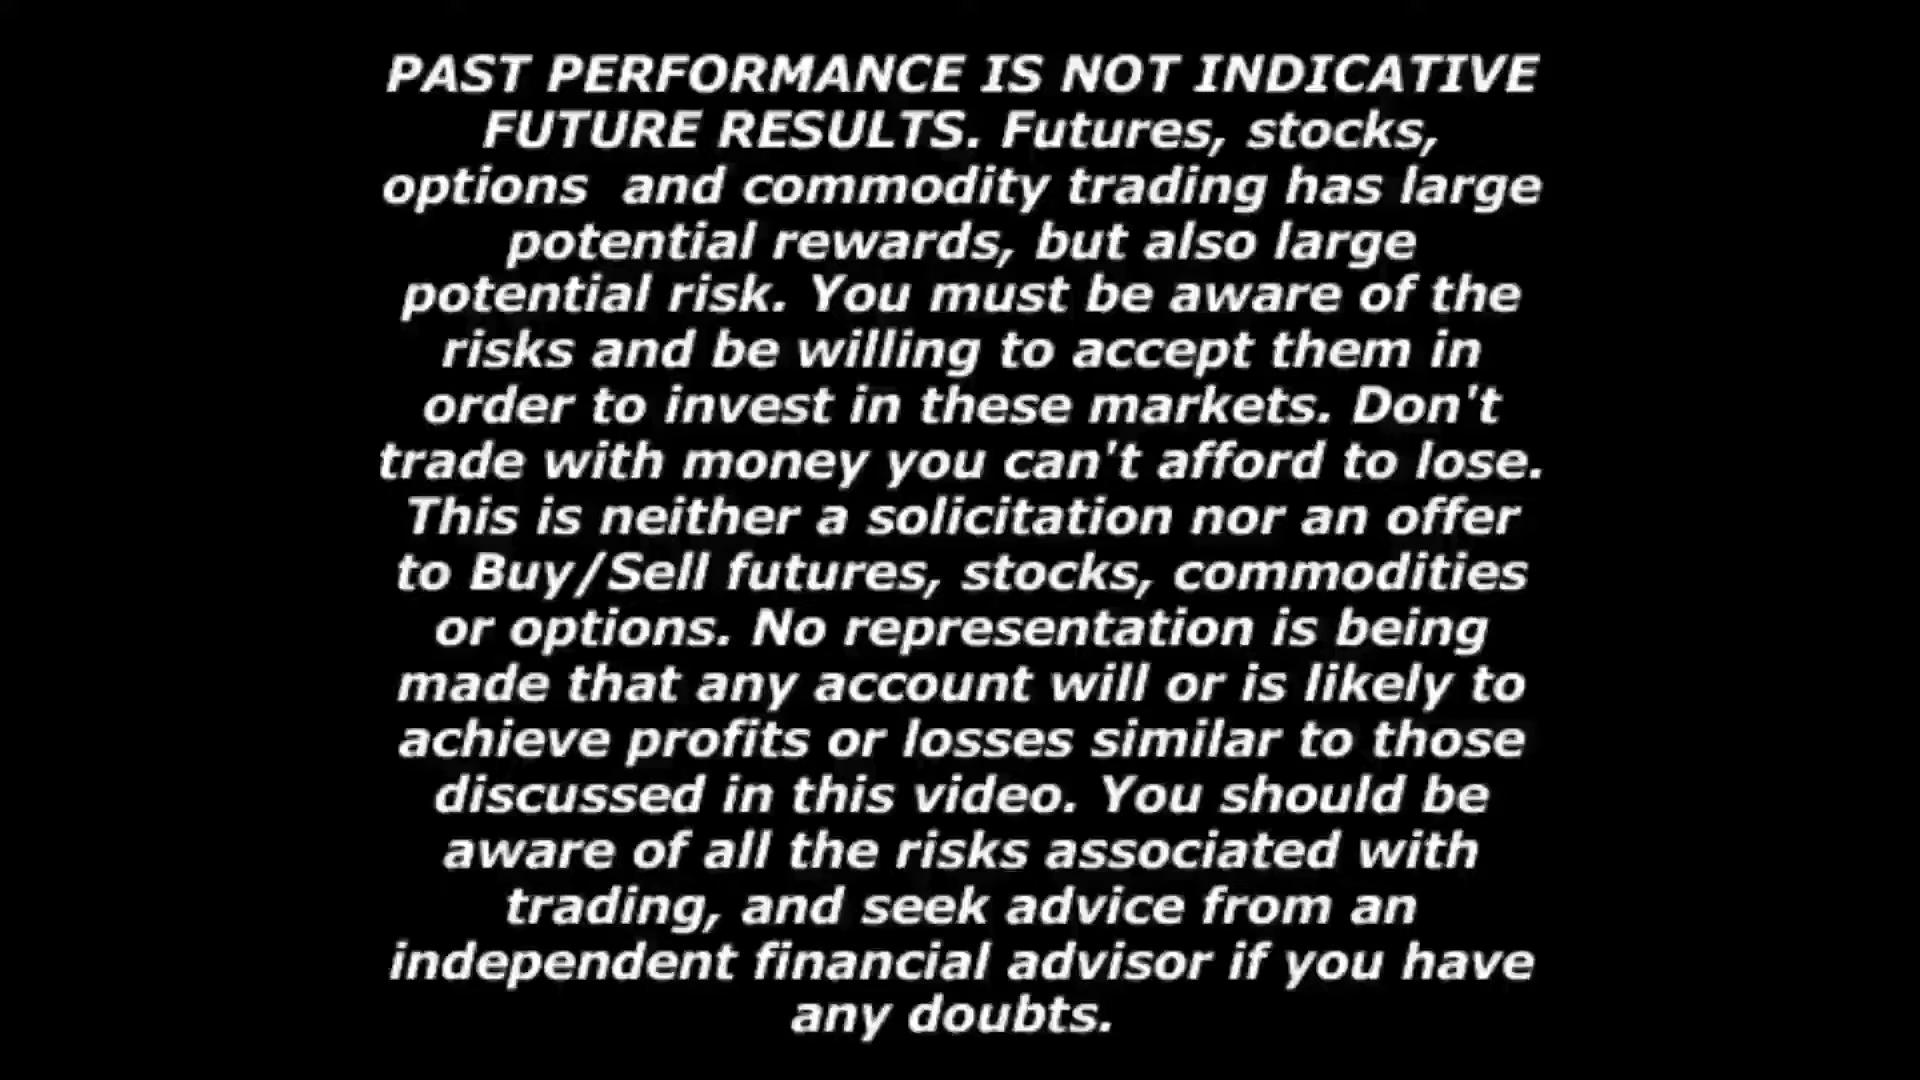 PAST PERFORMANCE IS NOT INDICATIVE
FUTURE RESULTS. Futures, stocks,
options  and commodity trading has large
potential rewards, but also large
potential risk. You must be aware of the
risks and be willing to accept them in
order to invest in these markets. Don't
trade with money you can't afford to lose.
This is neither a solicitation nor an offer
to Buy/Sell futures, stocks, commodities
or options. No representation is being
made that any account will or is likely to
achieve profits or losses similar to those
discussed in this video. You should be
aware of all the risks associated with
trading, and seek advice from an
independent financial advisor if you have
any doubts.